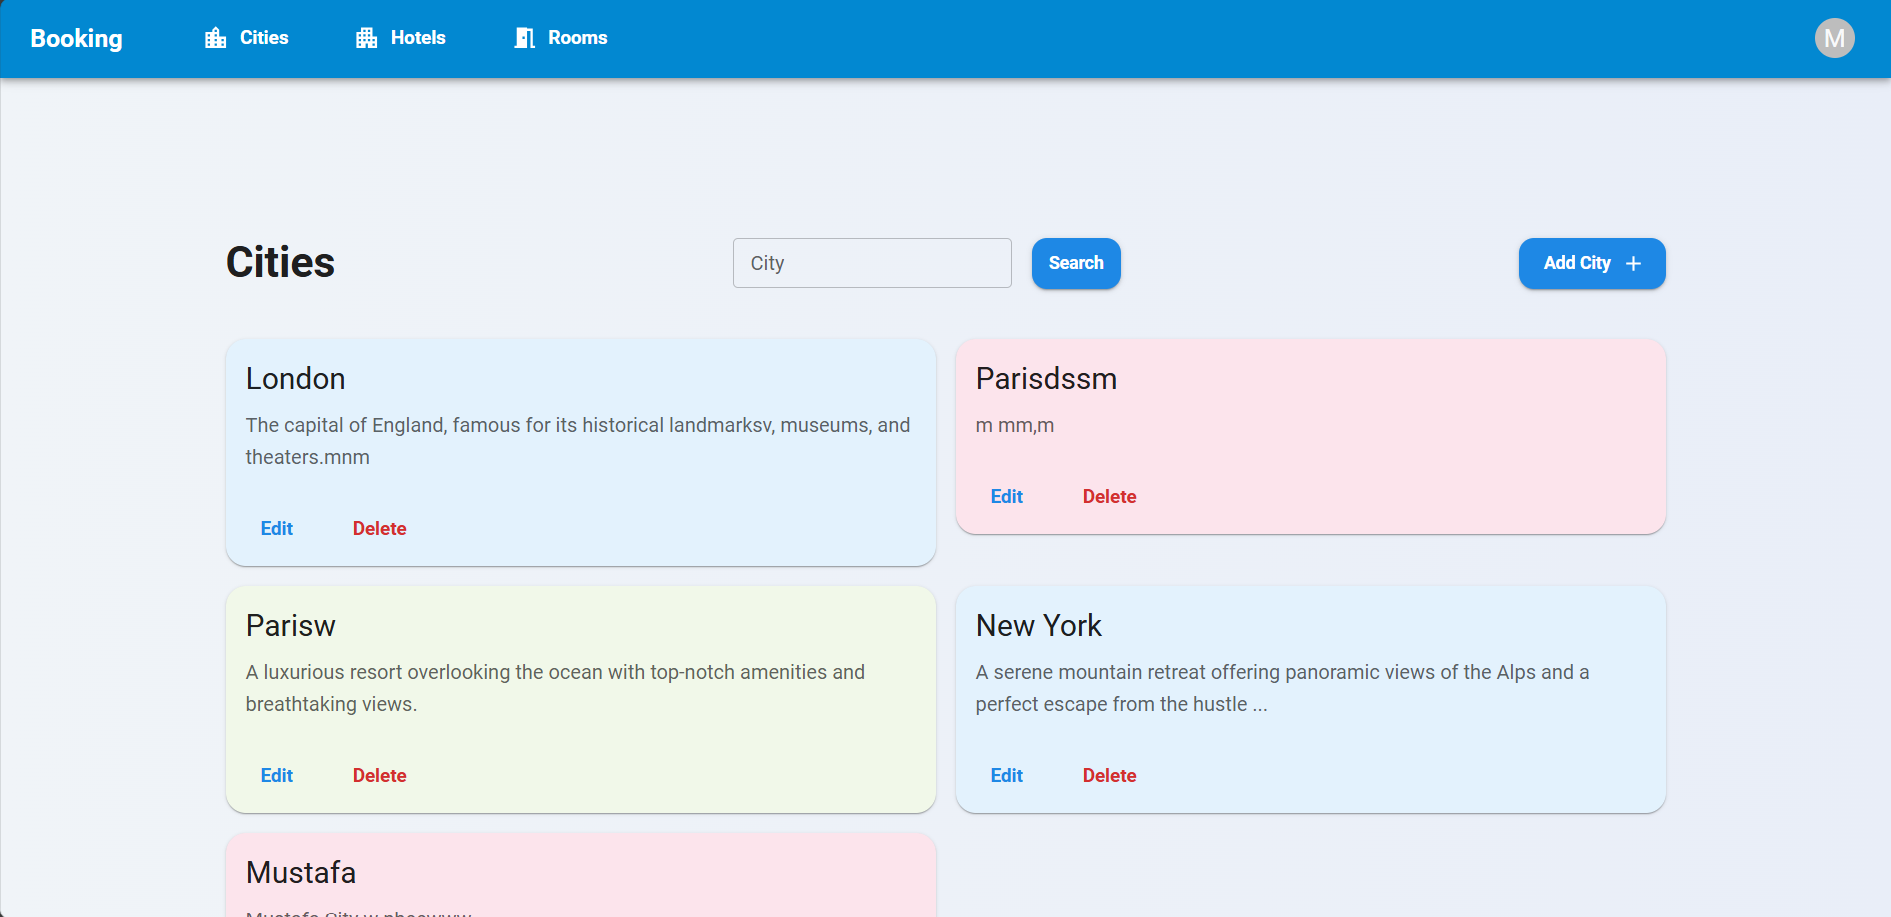 Booking
Cities
Hotels
Rooms
M
Cities
City
Search
Add City
London
The capital of England, famous for its historical landmarksv, museums, and
theaters.mnm
Edit
Delete
Parisdssm
m mm,m
Edit
Delete
Parisw
A luxurious resort overlooking the ocean with top-notch amenities and
breathtaking views.
Edit
Delete
New York
A serene mountain retreat offering panoramic views of the Alps and a
perfect escape from the hustle ...
Edit
Delete
Mustafa
Mustafa City